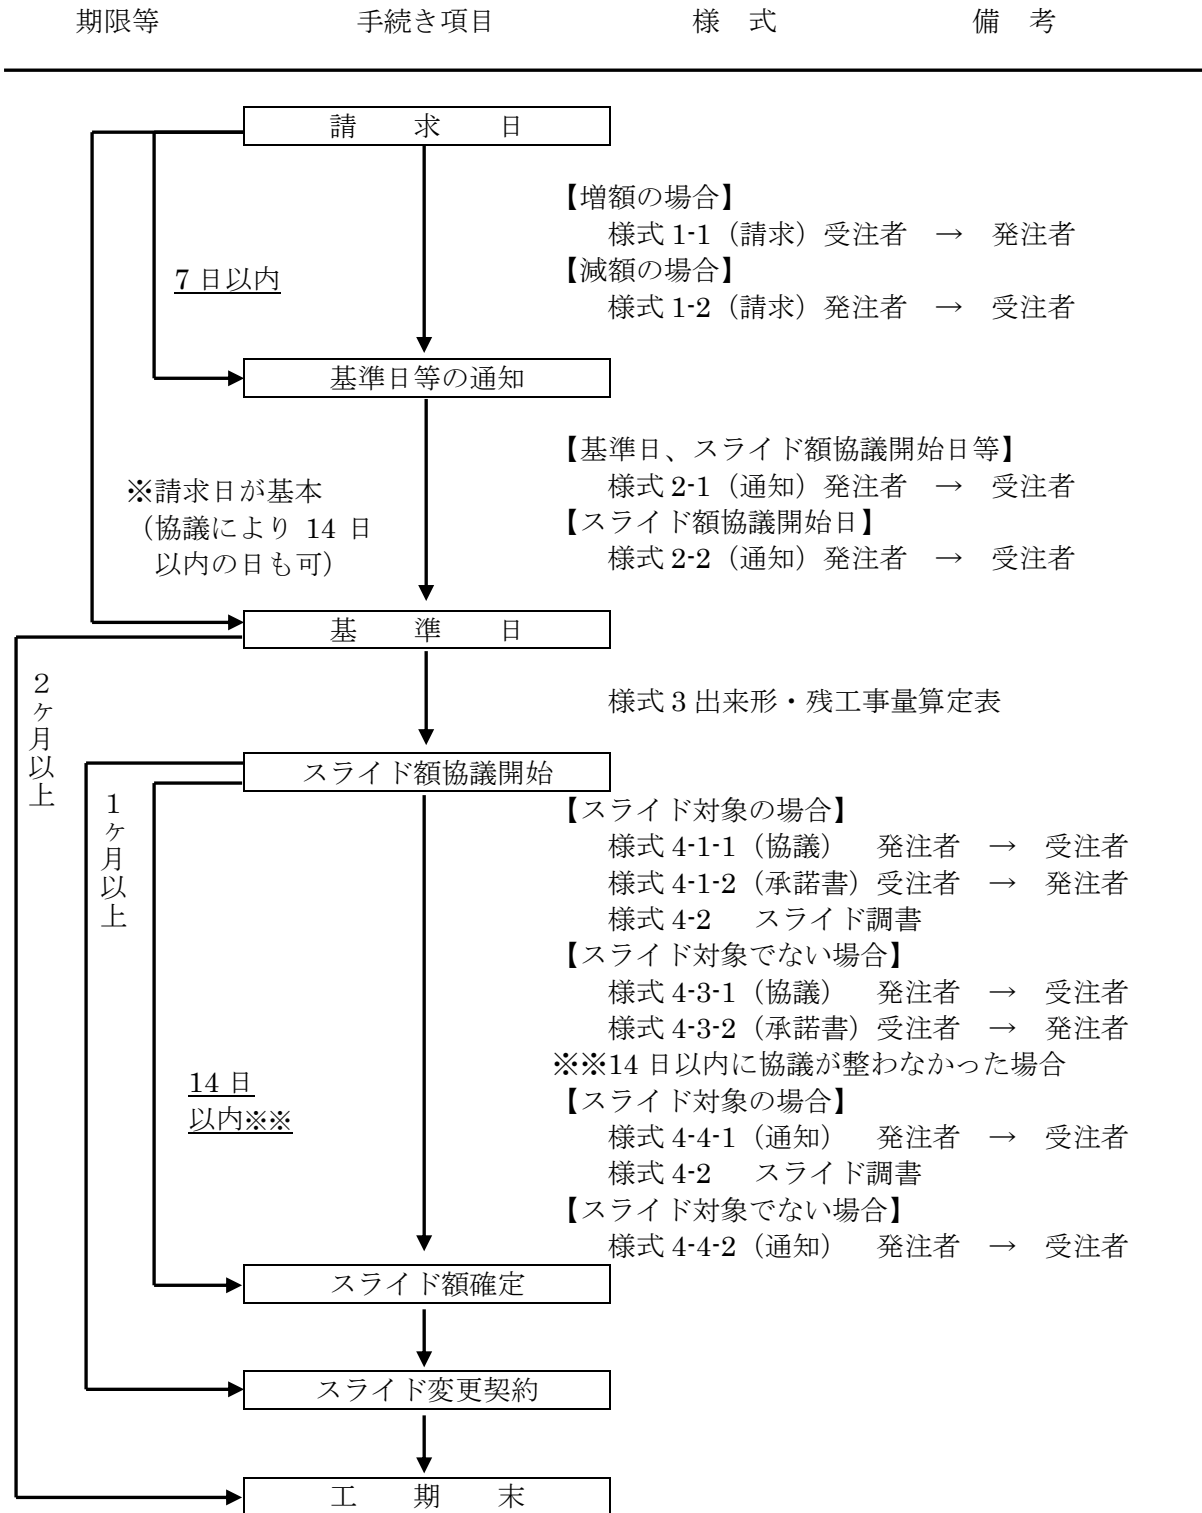 期限等　手続き項目　様　式　備　考
請　求　日
【増額の場合】
様式 1-1（請求）受注者　→　発注者
【減額の場合】
7 日以内
様式 1-2（請求）発注者　→　受注者
基準日等の通知
【基準日、スライド額協議開始日等】
※請求日が基本
様式 2-1（通知）発注者　→　受注者
（協議により 14 日
【スライド額協議開始日】
以内の日も可）
様式 2-2（通知）発注者　→　受注者
基　準　日
２ヶ月以上
様式 3 出来形・残工事量算定表
スライド額協議開始
１ヶ月以上
【スライド対象の場合】
様式 4-1-1（協議）　発注者　→　受注者
様式 4-1-2（承諾書）受注者　→　発注者
様式 4-2　スライド調書
【スライド対象でない場合】
様式 4-3-1（協議）　発注者　→　受注者
様式 4-3-2（承諾書）受注者　→　発注者
※※14 日以内に協議が整わなかった場合
14 日
以内※※
【スライド対象の場合】
様式 4-4-1（通知）　発注者　→　受注者
様式 4-2　スライド調書
【スライド対象でない場合】
様式 4-4-2（通知）　発注者　→　受注者
スライド額確定
スライド変更契約
工　期　末